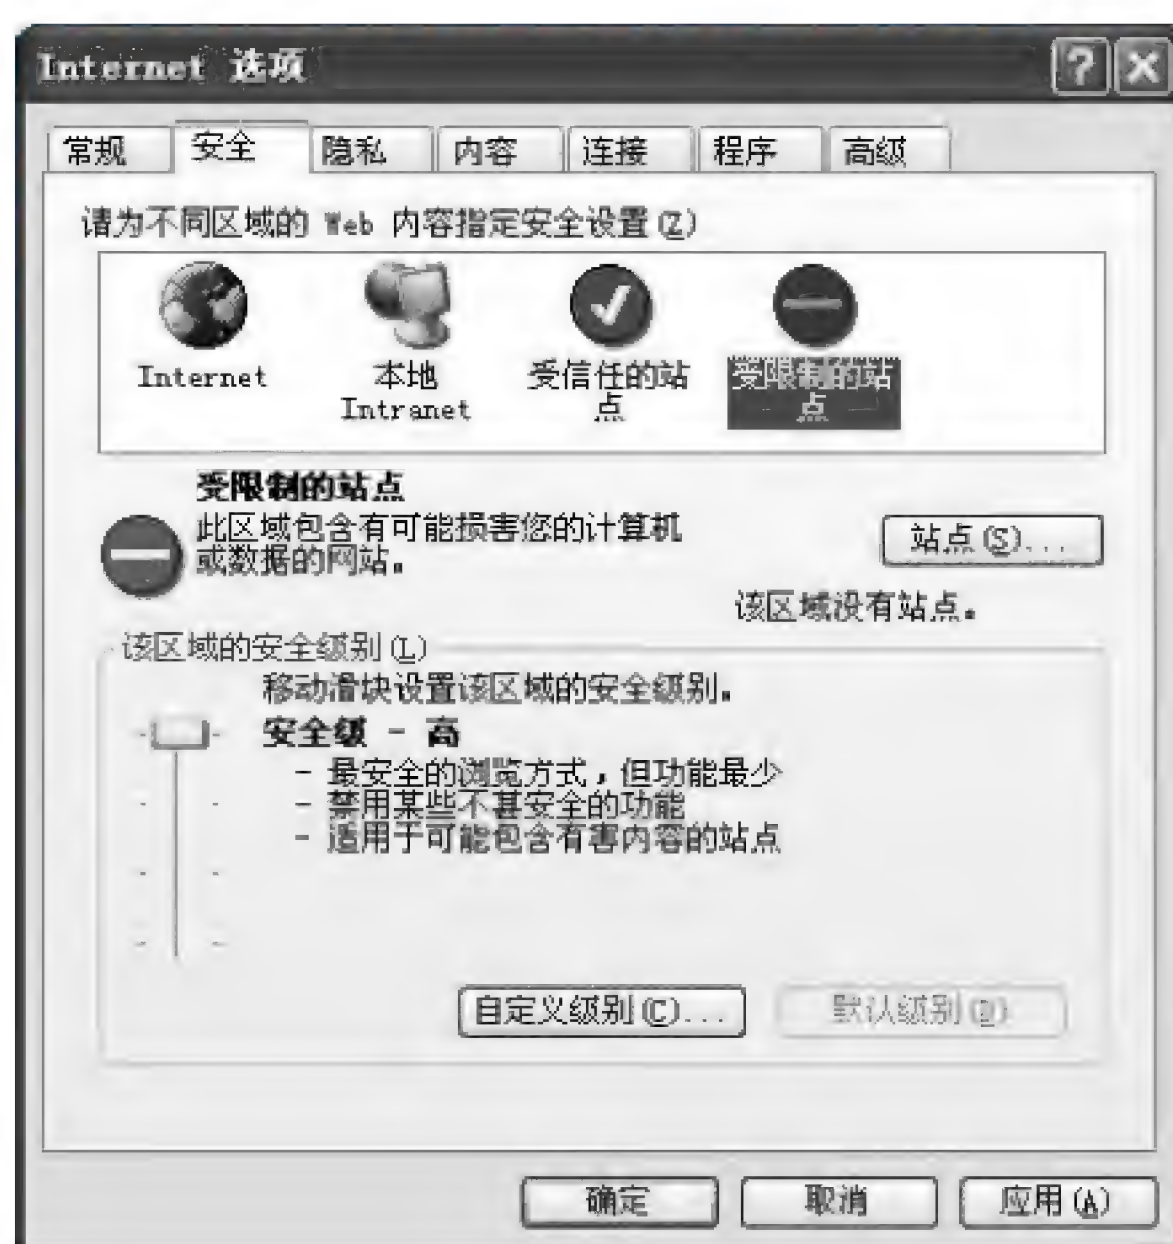 Internet 选项
常规 安全 隐私 内容 连接 程序 高级
请为不同区域的 Web 内容指定安全设置(Z)
Internet
本地
Intranet
受信任的站
点
受限制的站
点
受限制的站点
此区域包含有可能损害您的计算机
或数据的网站。
站点(S)...
该区域没有站点。
该区域的安全级别(L)
移动滑块设置该区域的安全级别。
安全级 - 高
- 最安全的浏览方式，但功能最少
- 禁用某些不甚安全的功能
- 适用于可能包含有害内容的站点
自定义级别(C)... 默认级别(D)
确定 取消 应用(A)